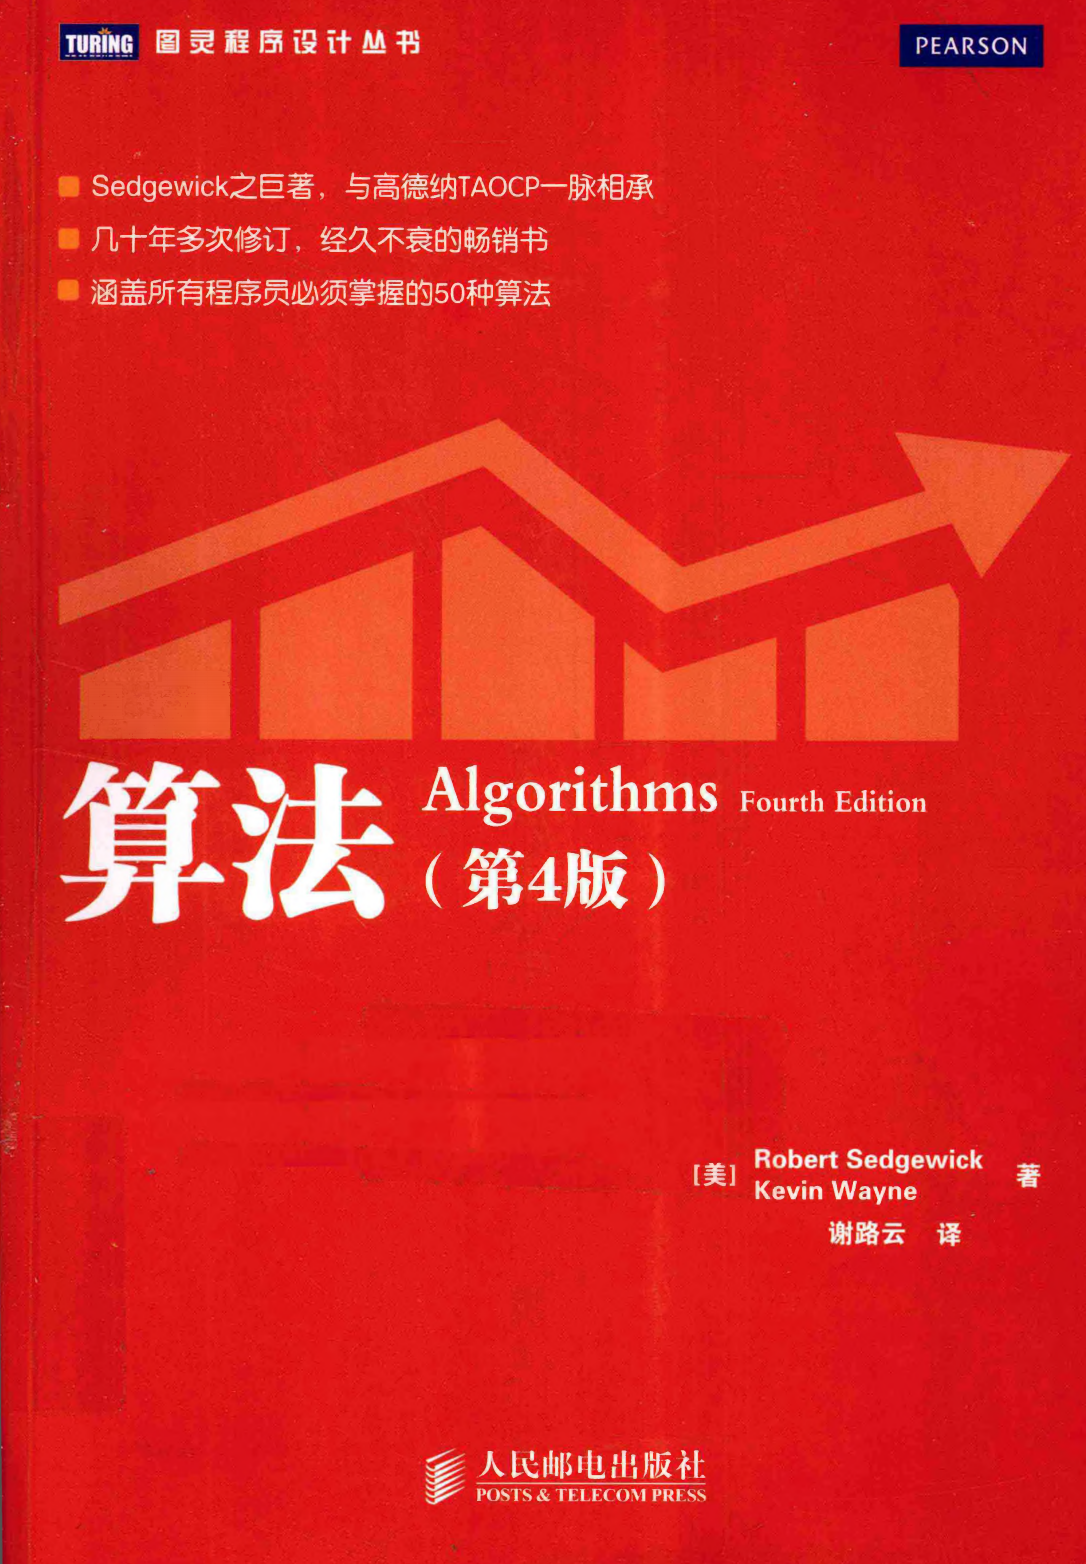 TURING 图灵程序设计丛书
PEARSON
Sedgewick之巨著，与高德纳TAOCP一脉相承
几十年多次修订，经久不衰的畅销书
涵盖所有程序员必须掌握的50种算法
算法 Algorithms Fourth Edition
（第4版）
[美] Robert Sedgewick
Kevin Wayne 著
谢路云 译
人民邮电出版社
POSTS & TELECOM PRESS